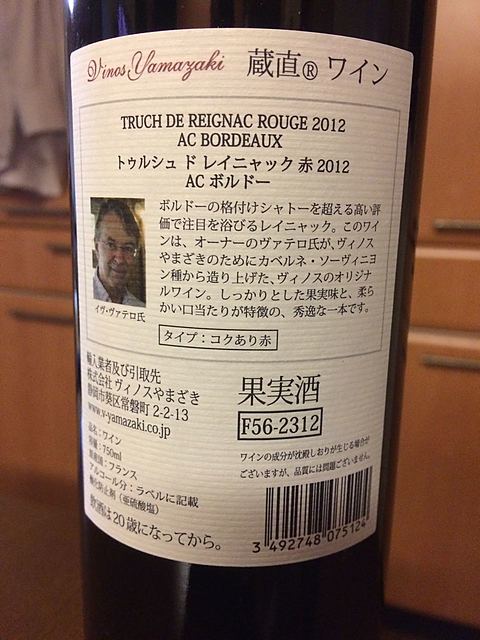 Vinos Yamazaki 蔵直® ワイン
TRUCH DE REIGNAC ROUGE 2012
AC BORDEAUX
トゥルシュ ド レイニャック 赤 2012
AC ボルドー
ボルドーの格付けシャトーを超える高い評
価で注目を浴びるレイニャック。このワイ
ンは、オーナーのヴァテロ氏が、ヴィノス
やまざきのためにカベルネ・ソーヴィニヨ
ン種から造り上げた、ヴィノスのオリジナ
ルワイン。しっかりとした果実味と、柔ら
かい口当たりが特徴の、秀逸な一本です。
イヴ・ヴァテロ氏
タイプ：コクあり赤
輸入業者及び引取先
株式会社 ヴィノスやまざき
静岡市葵区常磐町 2-2-13
www.v-yamazaki.co.jp
品名：ワイン
容量：750ml
原産国：フランス
アルコール分：ラベルに記載
酸化防止剤（亜硫酸塩）
飲酒は20歳になってから。
果実酒
F56-2312
ワインの成分が沈殿しおりが生じる場合が
ございますが、品質には問題ございません。
3 492748 075124